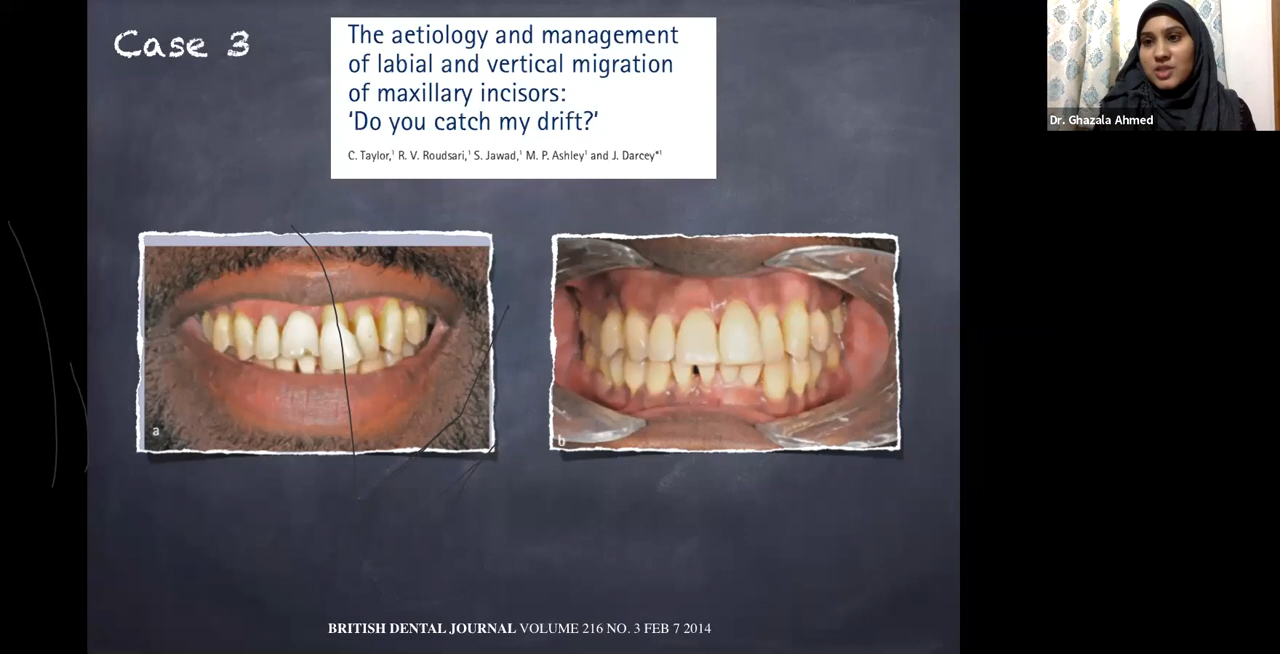 Case 3
The aetiology and management
of labial and vertical migration
of maxillary incisors:
'Do you catch my drift?'
C. Taylor,¹ R. V. Roudsari,¹ S. Jawad,¹ M. P. Ashley¹ and J. Darcey*¹
Dr. Ghazala Ahmed
a
b
BRITISH DENTAL JOURNAL VOLUME 216 NO. 3 FEB 7 2014